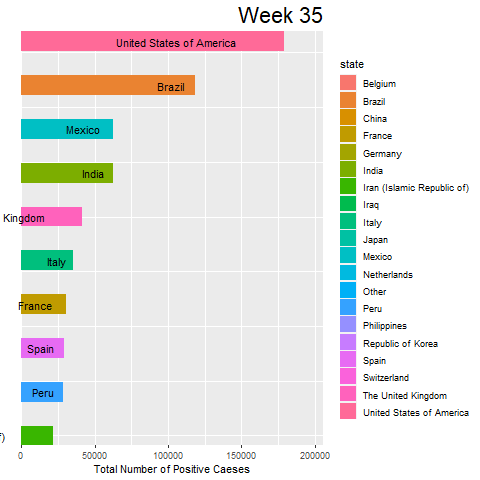 Week 35
United States of America
Brazil
Mexico
India
Kingdom
Italy
France
Spain
Peru
f)
0 50000 100000 150000 200000
Total Number of Positive Caeses
state
Belgium
Brazil
China
France
Germany
India
Iran (Islamic Republic of)
Iraq
Italy
Japan
Mexico
Netherlands
Other
Peru
Philippines
Republic of Korea
Spain
Switzerland
The United Kingdom
United States of America